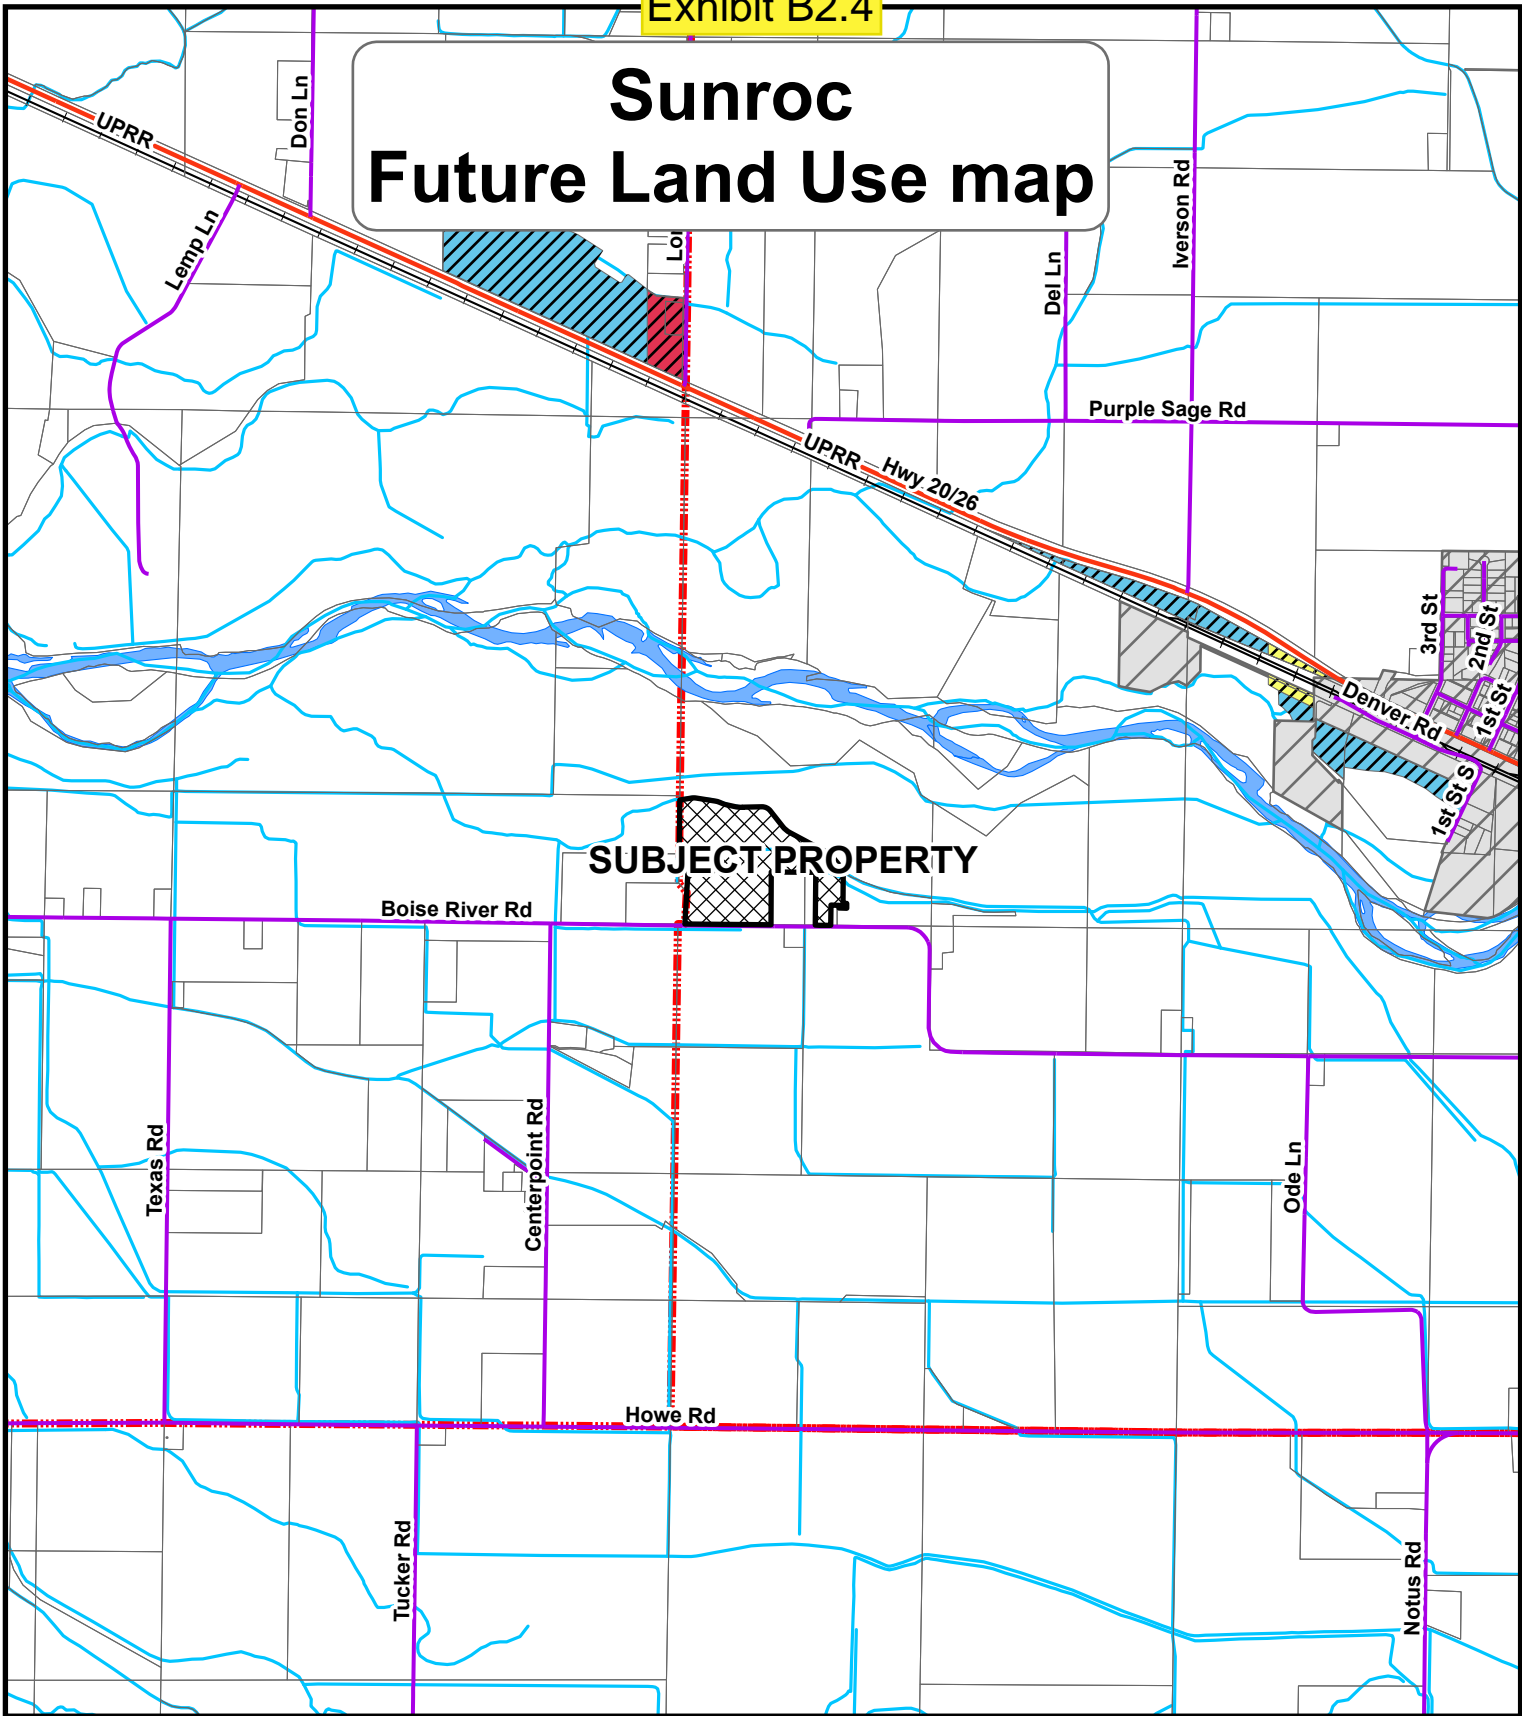 Exhibit B2.4
Sunroc
Future Land Use map
UPRR
Don Ln
Lemp Ln
Iverson Rd
Del Ln
Purple Sage Rd
UPRR
Hwy 20/26
3rd St
2nd St
1st St
Denver Rd
1st St S
SUBJECT PROPERTY
Boise River Rd
Texas Rd
Centerpoint Rd
Ode Ln
Howe Rd
Tucker Rd
Notus Rd